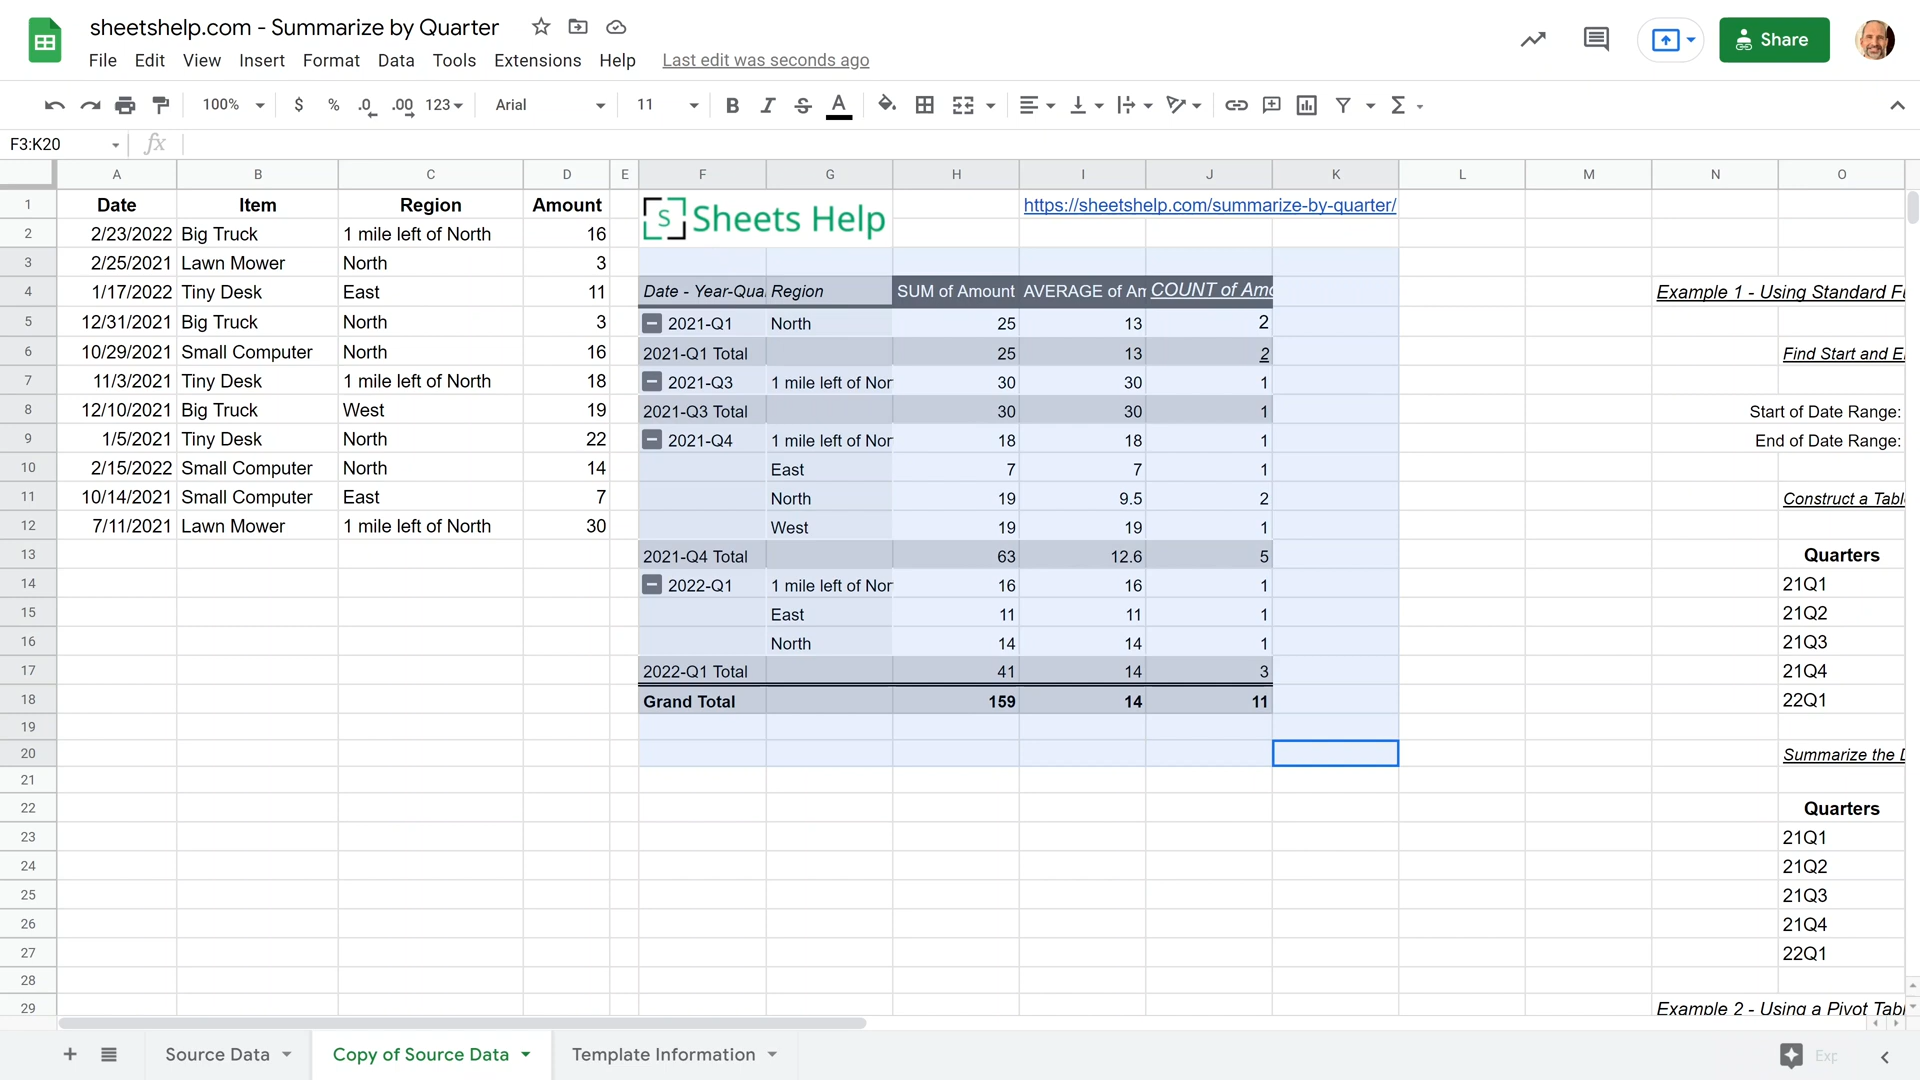 sheetshelp.com - Summarize by Quarter
File Edit View Insert Format Data Tools Extensions Help Last edit was seconds ago
Share
100% $ % .0 .00 123 Arial 11 B I S A Σ
F3:K20 fx
A B C D E F G H I J K L M N O
1 Date Item Region Amount S Sheets Help https://sheetshelp.com/summarize-by-quarter/
2 2/23/2022 Big Truck 1 mile left of North 16
3 2/25/2021 Lawn Mower North 3
4 1/17/2022 Tiny Desk East 11 Date - Year-Qua Region SUM of Amount AVERAGE of Am COUNT of Amo Example 1 - Using Standard Fu
5 12/31/2021 Big Truck North 3 2021-Q1 North 25 13 2
6 10/29/2021 Small Computer North 16 2021-Q1 Total 25 13 2 Find Start and E
7 11/3/2021 Tiny Desk 1 mile left of North 18 2021-Q3 1 mile left of Nor 30 30 1
8 12/10/2021 Big Truck West 19 2021-Q3 Total 30 30 1 Start of Date Range:
9 1/5/2021 Tiny Desk North 22 2021-Q4 1 mile left of Nor 18 18 1 End of Date Range:
10 2/15/2022 Small Computer North 14 East 7 7 1
11 10/14/2021 Small Computer East 7 North 19 9.5 2 Construct a Tabl
12 7/11/2021 Lawn Mower 1 mile left of North 30 West 19 19 1
13 2021-Q4 Total 63 12.6 5 Quarters
14 2022-Q1 1 mile left of Nor 16 16 1 21Q1
15 East 11 11 1 21Q2
16 North 14 14 1 21Q3
17 2022-Q1 Total 41 14 3 21Q4
18 Grand Total 159 14 11 22Q1
19
20 Summarize the D
21
22 Quarters
23 21Q1
24 21Q2
25 21Q3
26 21Q4
27 22Q1
28
29 Example 2 - Using a Pivot Tab
Source Data Copy of Source Data Template Information Exp